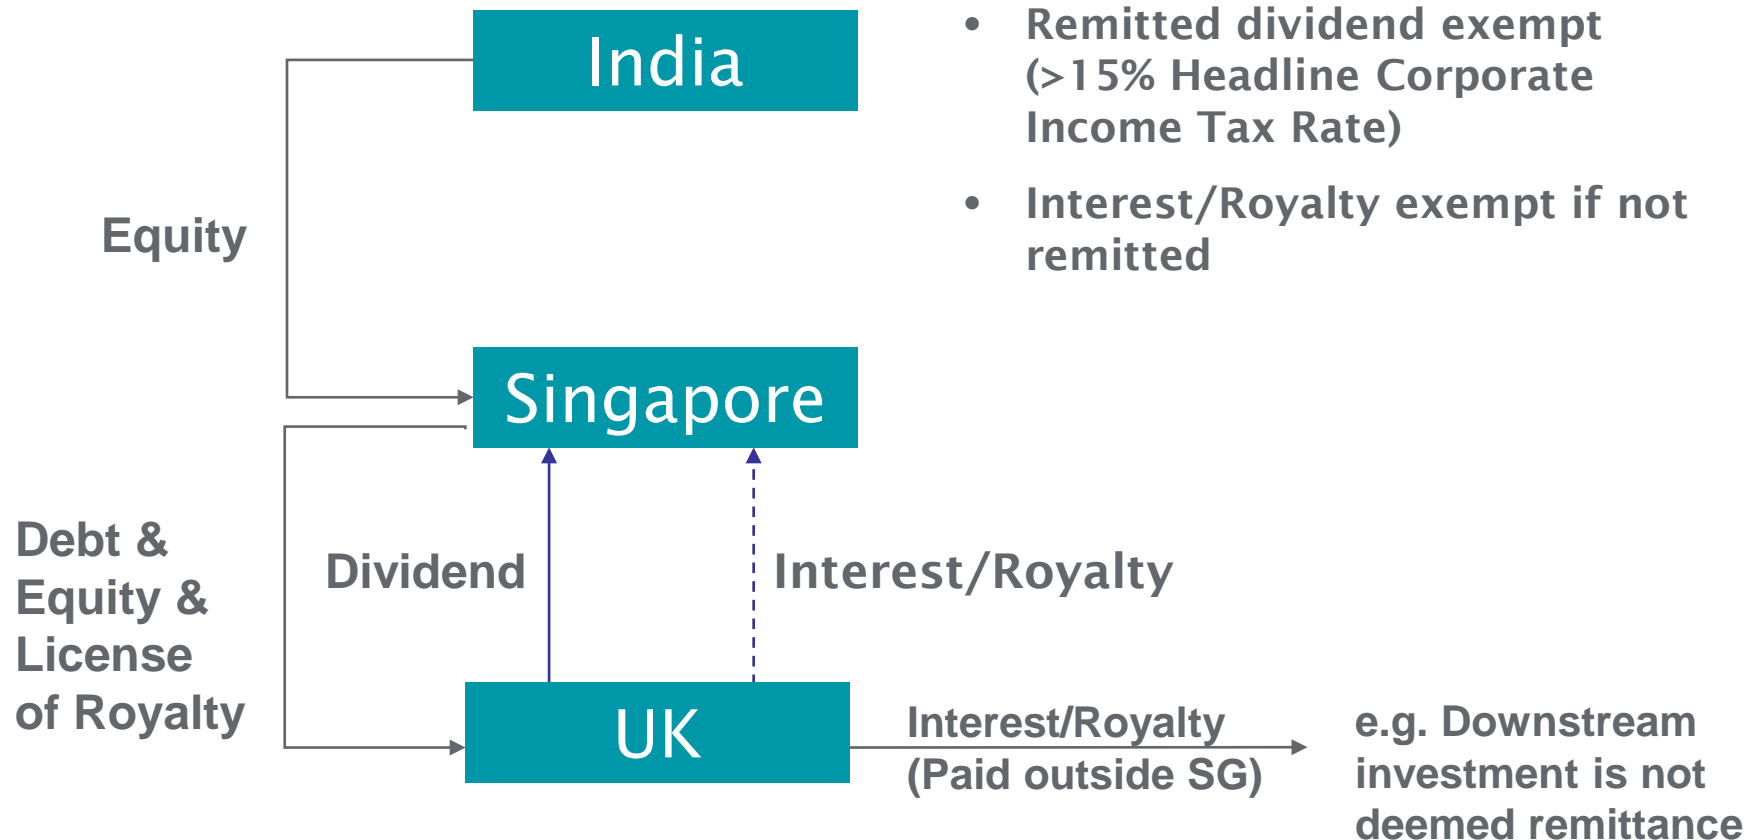 India
• Remitted dividend exempt
(>15% Headline Corporate
Income Tax Rate)
• Interest/Royalty exempt if not
remitted
Equity
Singapore
Debt &
Equity &
License
of Royalty
Dividend
Interest/Royalty
UK
Interest/Royalty
(Paid outside SG)
e.g. Downstream
investment is not
deemed remittance